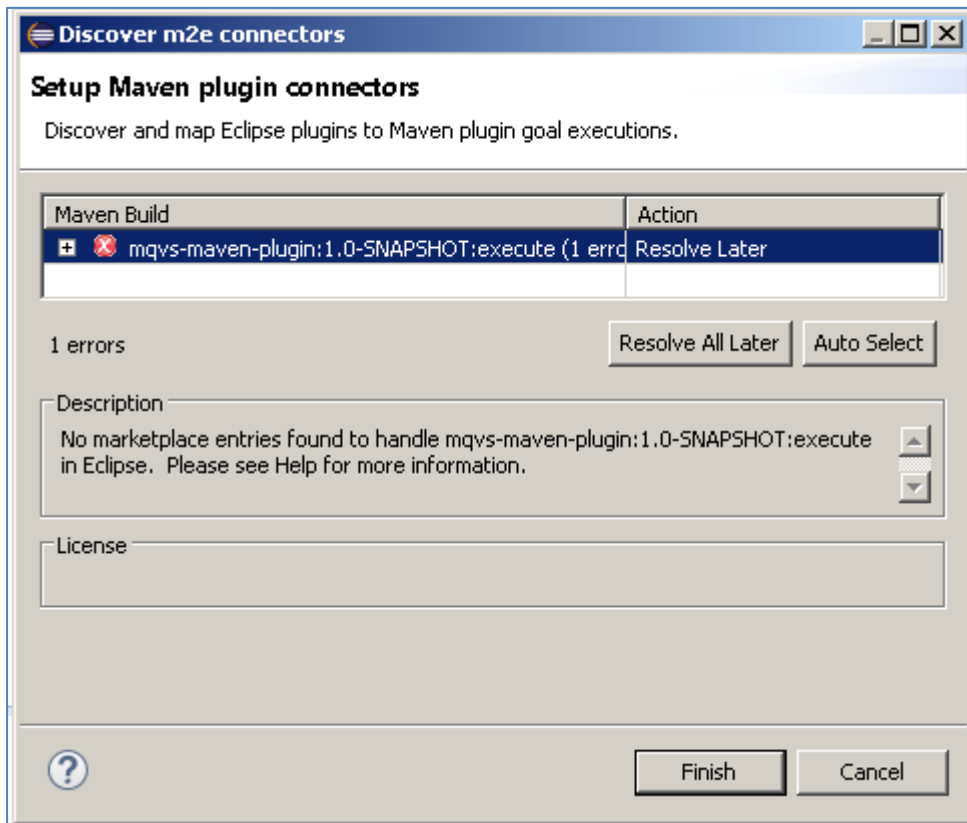 Discover m2e connectors
Setup Maven plugin connectors
Discover and map Eclipse plugins to Maven plugin goal executions.
Maven Build Action
mqvs-maven-plugin:1.0-SNAPSHOT:execute (1 erro Resolve Later
1 errors Resolve All Later Auto Select
Description
No marketplace entries found to handle mqvs-maven-plugin:1.0-SNAPSHOT:execute
in Eclipse. Please see Help for more information.
License
? Finish Cancel